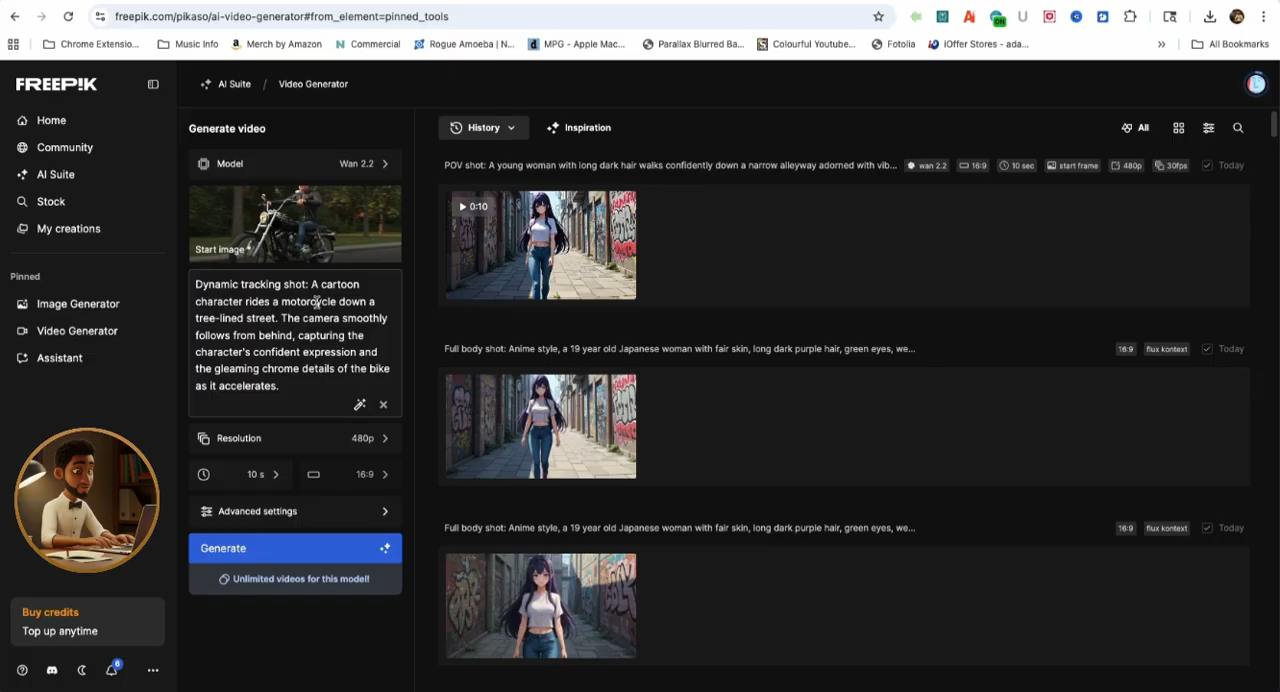 freepik.com/pikaso/ai-video-generator#from_element=pinned_tools
ON
Chrome Extensio...
Music Info
Merch by Amazon
Commercial
Rogue Amoeba | N...
MPG - Apple Mac...
Parallax Blurred Ba...
Colourful Youtube...
Fotolia
iOffer Stores - ada...
»
All Bookmarks
FREEPIK
AI Suite / Video Generator
Home
Community
AI Suite
Stock
My creations
Pinned
Image Generator
Video Generator
Assistant
Buy credits
Top up anytime
6
Generate video
Model Wan 2.2
Start image
Dynamic tracking shot: A cartoon
character rides a motorcycle down a
tree-lined street. The camera smoothly
follows from behind, capturing the
character's confident expression and
the gleaming chrome details of the bike
as it accelerates.
Resolution 480p
10 s
16:9
Advanced settings
Generate
Unlimited videos for this model!
History
Inspiration
All
POV shot: A young woman with long dark hair walks confidently down a narrow alleyway adorned with vib... wan 2.2 16:9 10 sec start frame 480p 30fps Today
0:10
Full body shot: Anime style, a 19 year old Japanese woman with fair skin, long dark purple hair, green eyes, we... 16:9 flux kontext Today
Full body shot: Anime style, a 19 year old Japanese woman with fair skin, long dark purple hair, green eyes, we... 16:9 flux kontext Today